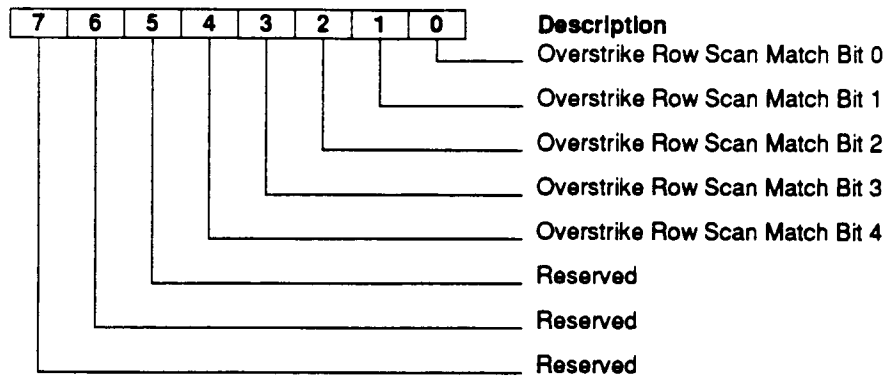 7 6 5 4 3 2 1 0 Description
Overstrike Row Scan Match Bit 0
Overstrike Row Scan Match Bit 1
Overstrike Row Scan Match Bit 2
Overstrike Row Scan Match Bit 3
Overstrike Row Scan Match Bit 4
Reserved
Reserved
Reserved